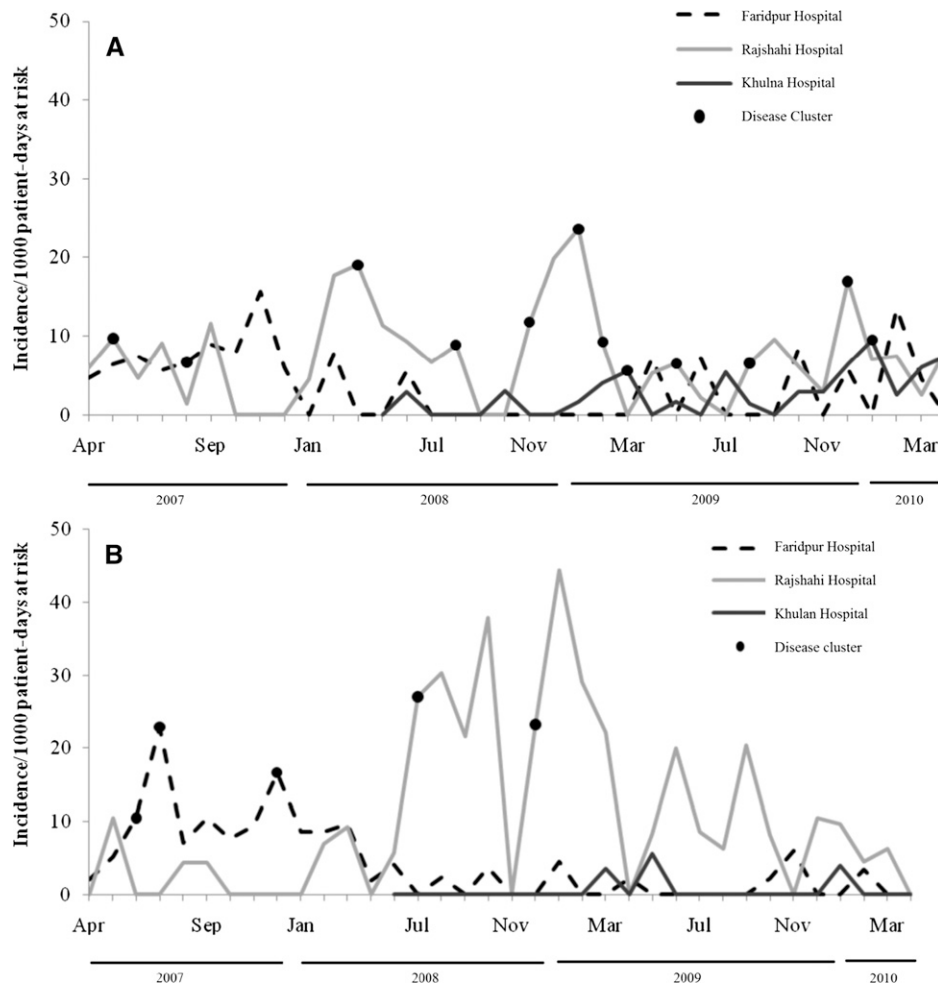 50
A
Faridpur Hospital
Rajshahi Hospital
Khulna Hospital
Disease Cluster
40
30
20
10
0
Incidence/1000 patient-days at risk
Apr Sep Jan Jul Nov Mar Jul Nov Mar
2007 2008 2009 2010
50
B
Faridpur Hospital
Rajshahi Hospital
Khulan Hospital
Disease cluster
40
30
20
10
0
Incidence/1000 patient-days at risk
Apr Sep Jan Jul Nov Mar Jul Nov Mar
2007 2008 2009 2010